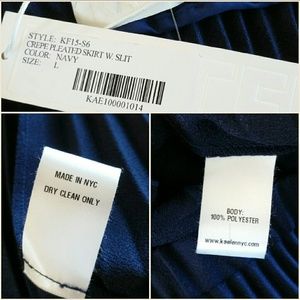 STYLE: KF15-S6
CREPE PLEATED SKIRT W. SLIT
COLOR: NAVY
SIZE: L
KAE100001014
MADE IN NYC
DRY CLEAN ONLY
BODY:
100% POLYESTER
www.kaelennyc.com